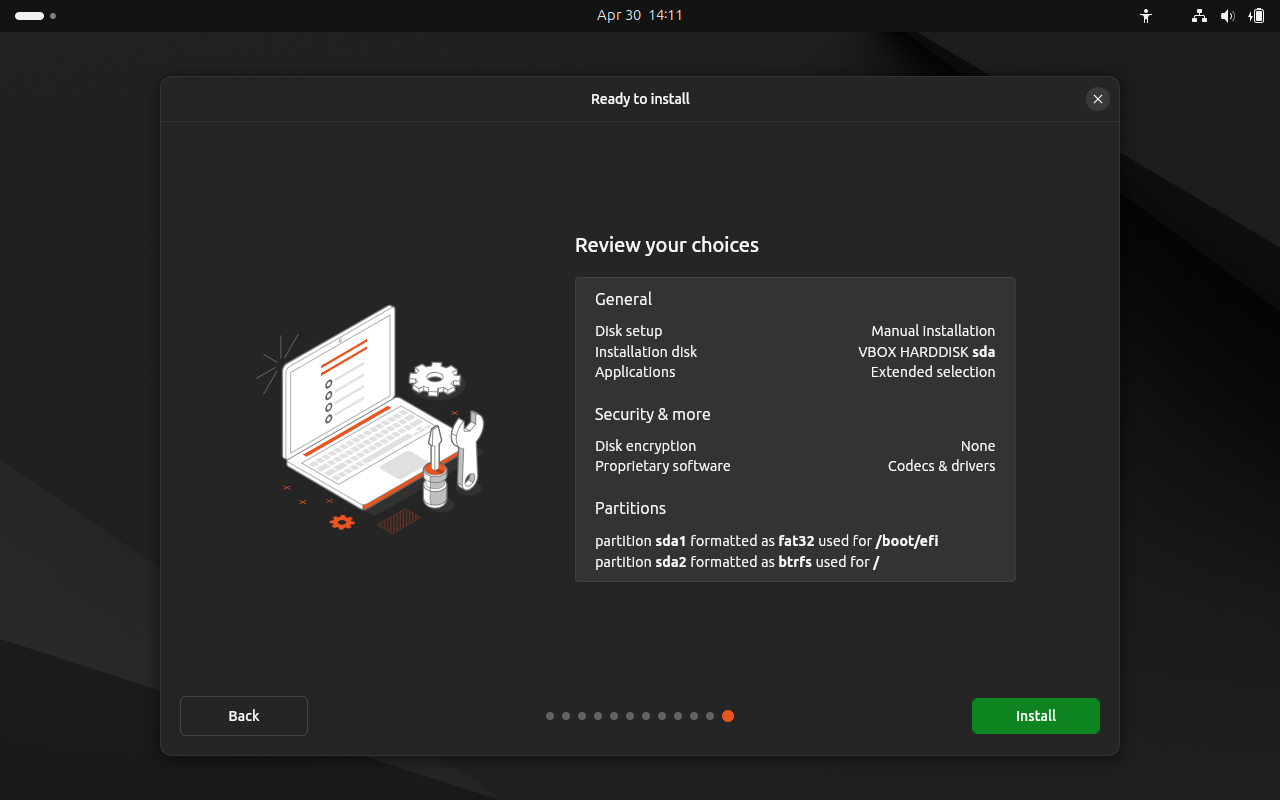 Apr 30 14:11
Ready to install
Review your choices
General
Disk setup Manual installation
Installation disk VBOX HARDDISK sda
Applications Extended selection
Security & more
Disk encryption None
Proprietary software Codecs & drivers
Partitions
partition sda1 formatted as fat32 used for /boot/efi
partition sda2 formatted as btrfs used for /
Back Install